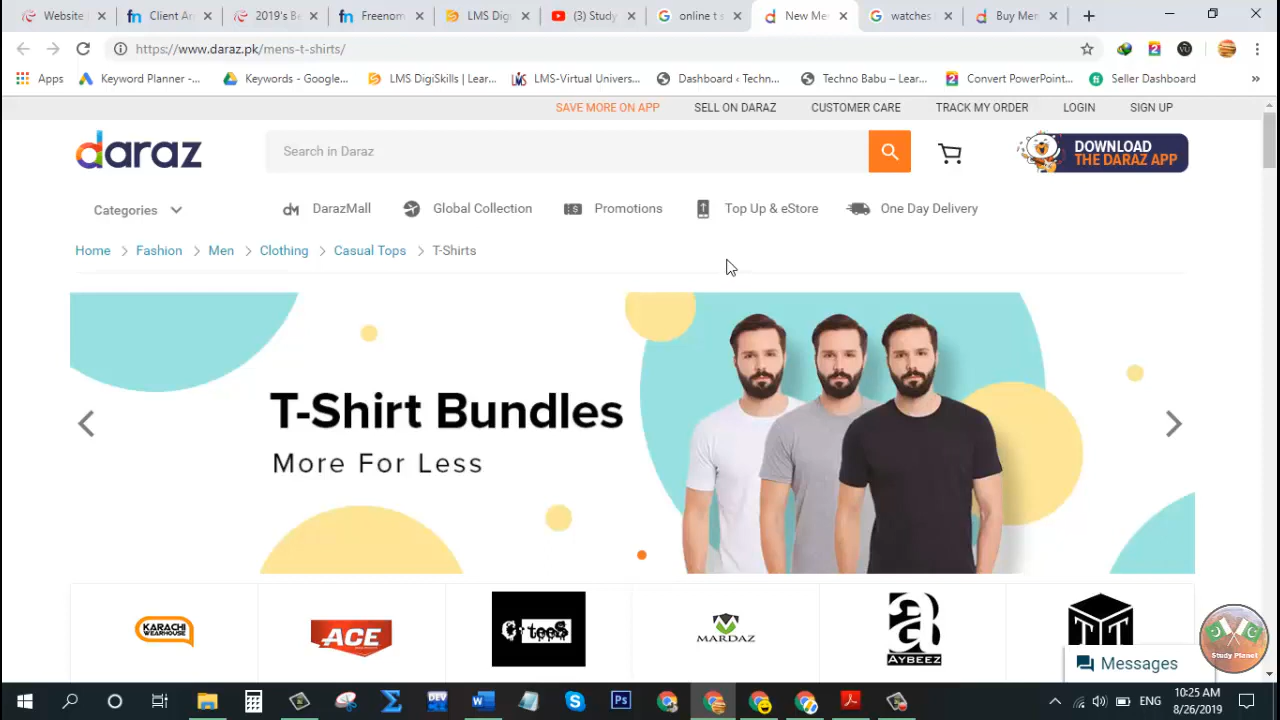 Website
Client Ar
2019's Be
Freenom
LMS Digi
(3) Study
online t s
New Me
watches
Buy Men
https://www.daraz.pk/mens-t-shirts/
Apps
Keyword Planner -...
Keywords - Google...
LMS DigiSkills | Lear...
LMS-Virtual Univers...
Dashboard ‹ Techn...
Techno Babu – Lear...
Convert PowerPoint...
Seller Dashboard
»
SAVE MORE ON APP
SELL ON DARAZ
CUSTOMER CARE
TRACK MY ORDER
LOGIN
SIGN UP
daraz
Search in Daraz
DOWNLOAD
THE DARAZ APP
Categories
DarazMall
Global Collection
Promotions
Top Up & eStore
One Day Delivery
Home
Fashion
Men
Clothing
Casual Tops
T-Shirts
T-Shirt Bundles
More For Less
KARACHI
WEARHOUSE
ACE
MARDAZ
a
AYBEEZ
Messages
Study Planet
DEV
Ps
ENG
10:25 AM
8/26/2019